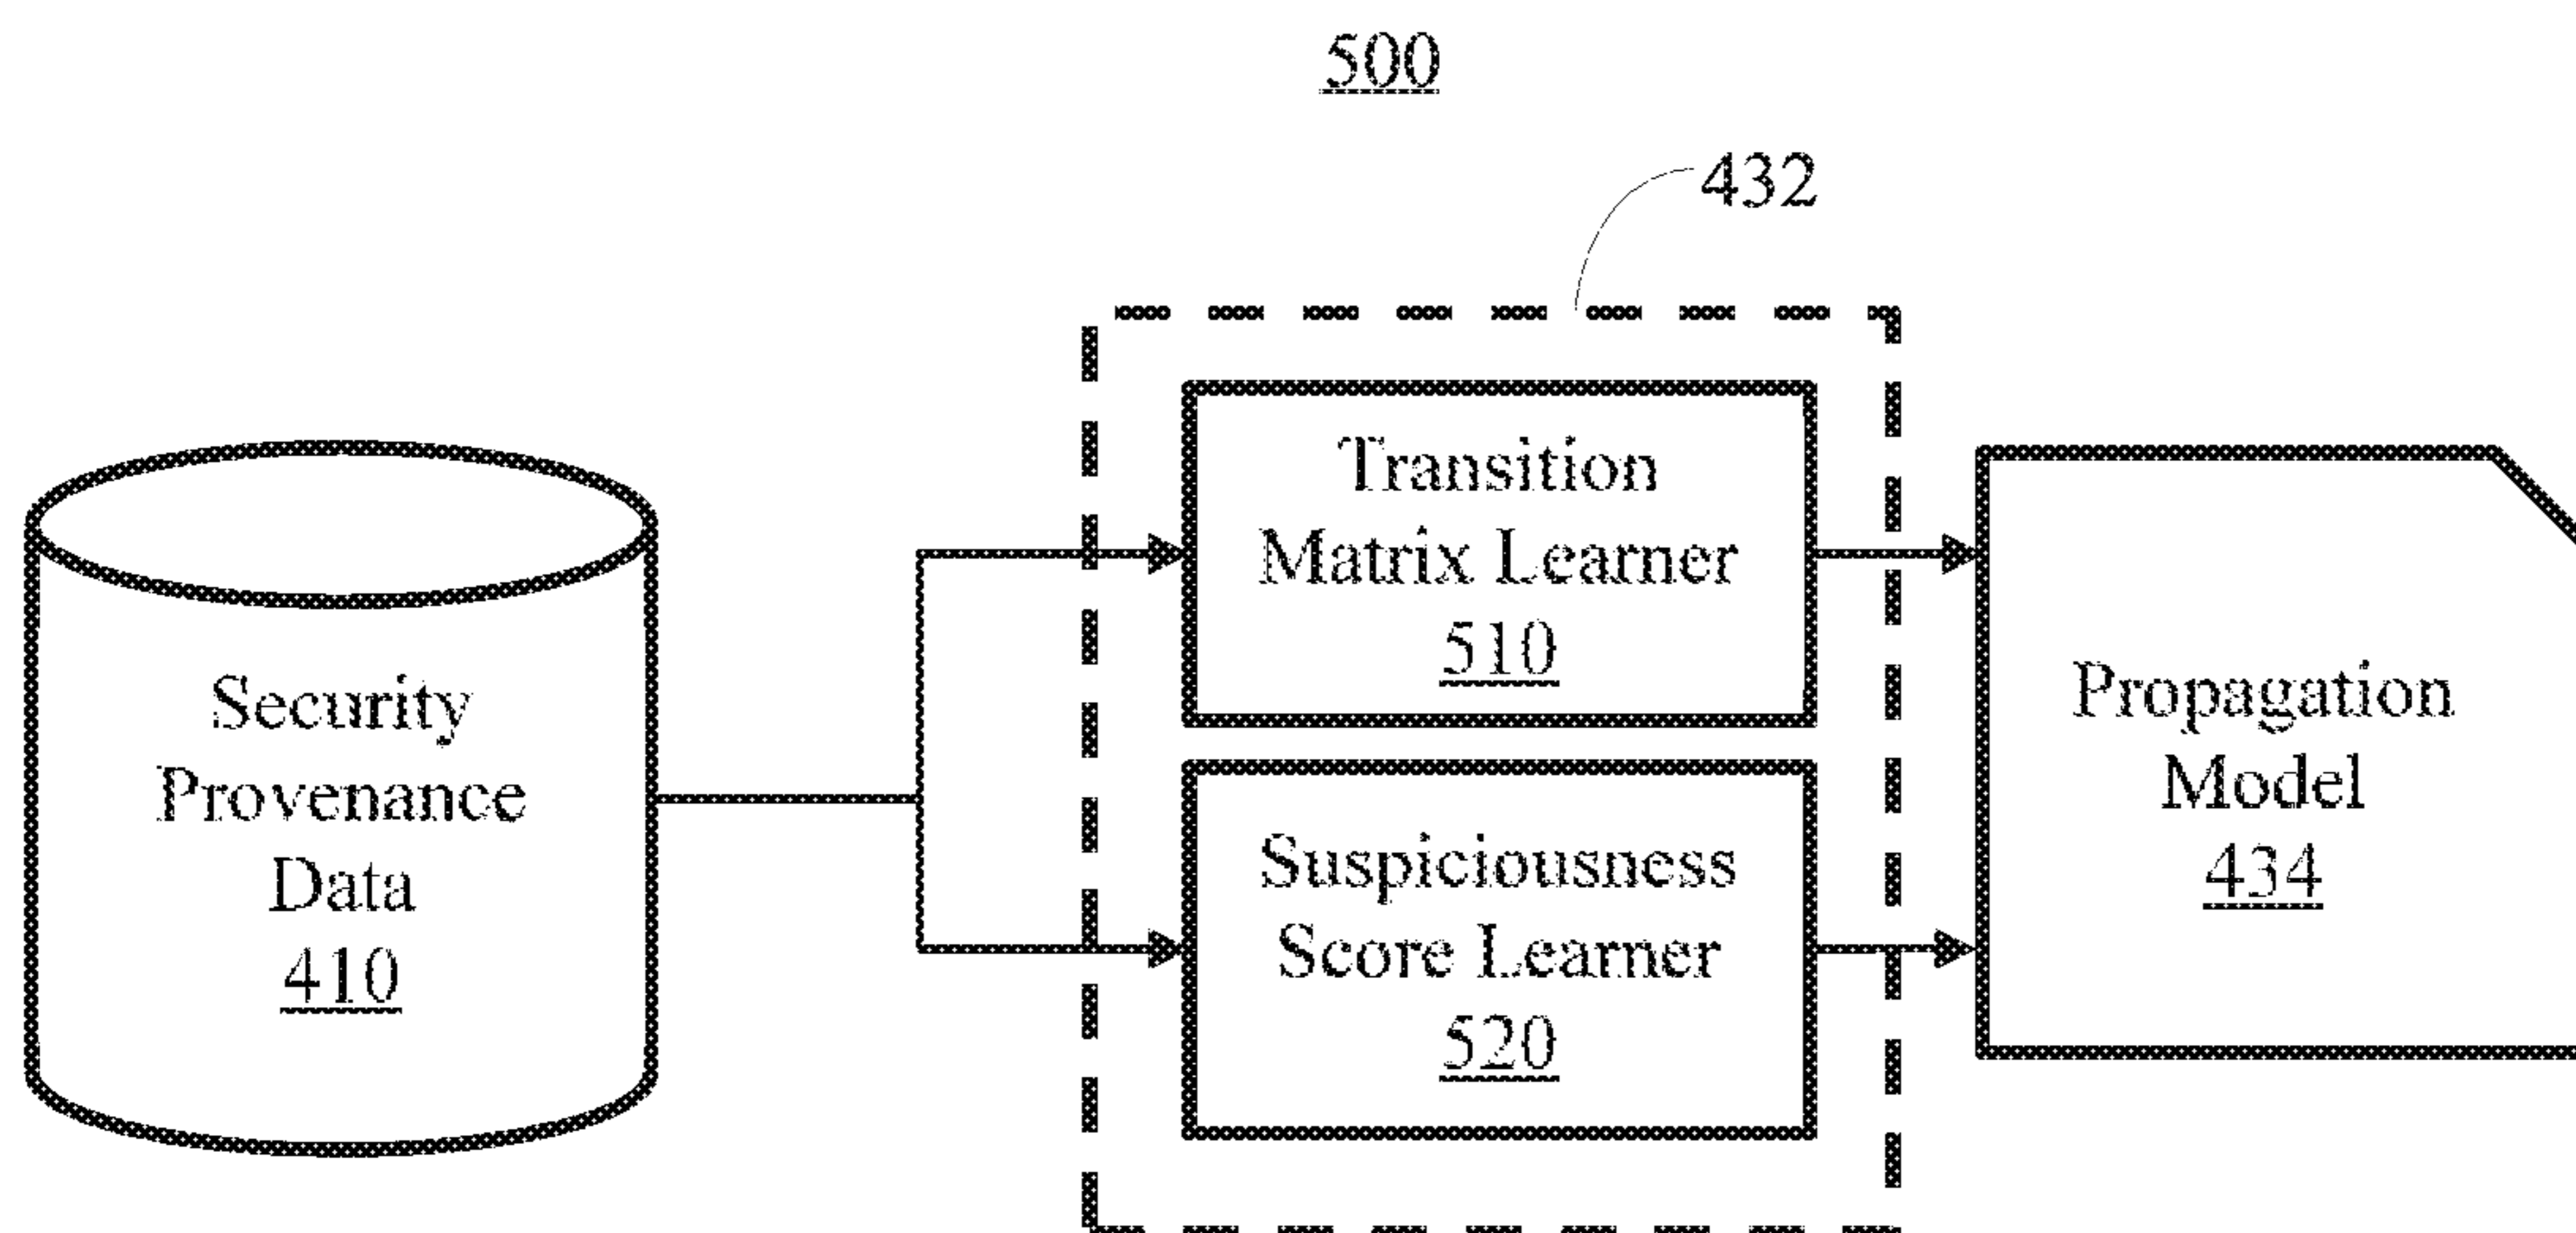 500
432
Security
Provenance
Data
410
Transition
Matrix Learner
510
Suspiciousness
Score Learner
520
Propagation
Model
434